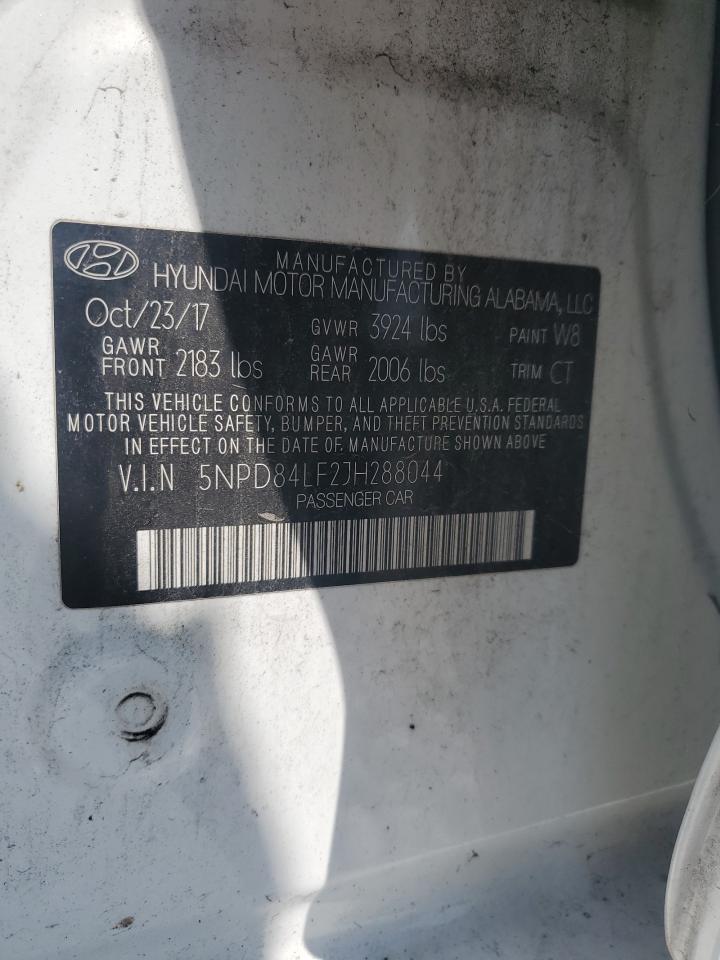 MANUFACTURED BY
HYUNDAI MOTOR MANUFACTURING ALABAMA, LLC
Oct/23/17 GVWR 3924 lbs PAINT W8
GAWR FRONT 2183 lbs GAWR REAR 2006 lbs TRIM CT
THIS VEHICLE CONFORMS TO ALL APPLICABLE U.S.A. FEDERAL
MOTOR VEHICLE SAFETY, BUMPER, AND THEFT PREVENTION STANDARDS
IN EFFECT ON THE DATE OF MANUFACTURE SHOWN ABOVE
V.I.N 5NPD84LF2JH288044
PASSENGER CAR